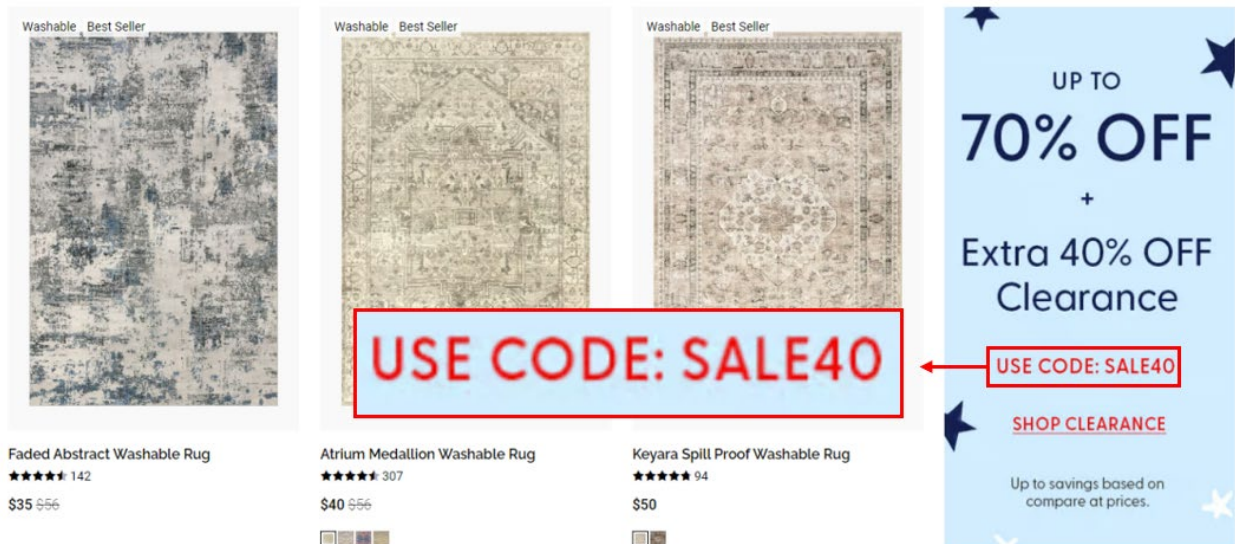 Washable Best Seller
Washable Best Seller
Washable Best Seller
Faded Abstract Washable Rug
142
$35 $56
Atrium Medallion Washable Rug
307
$40 $56
Keyara Spill Proof Washable Rug
94
$50
USE CODE: SALE40
UP TO
70% OFF
+
Extra 40% OFF
Clearance
USE CODE: SALE40
SHOP CLEARANCE
Up to savings based on
compare at prices.